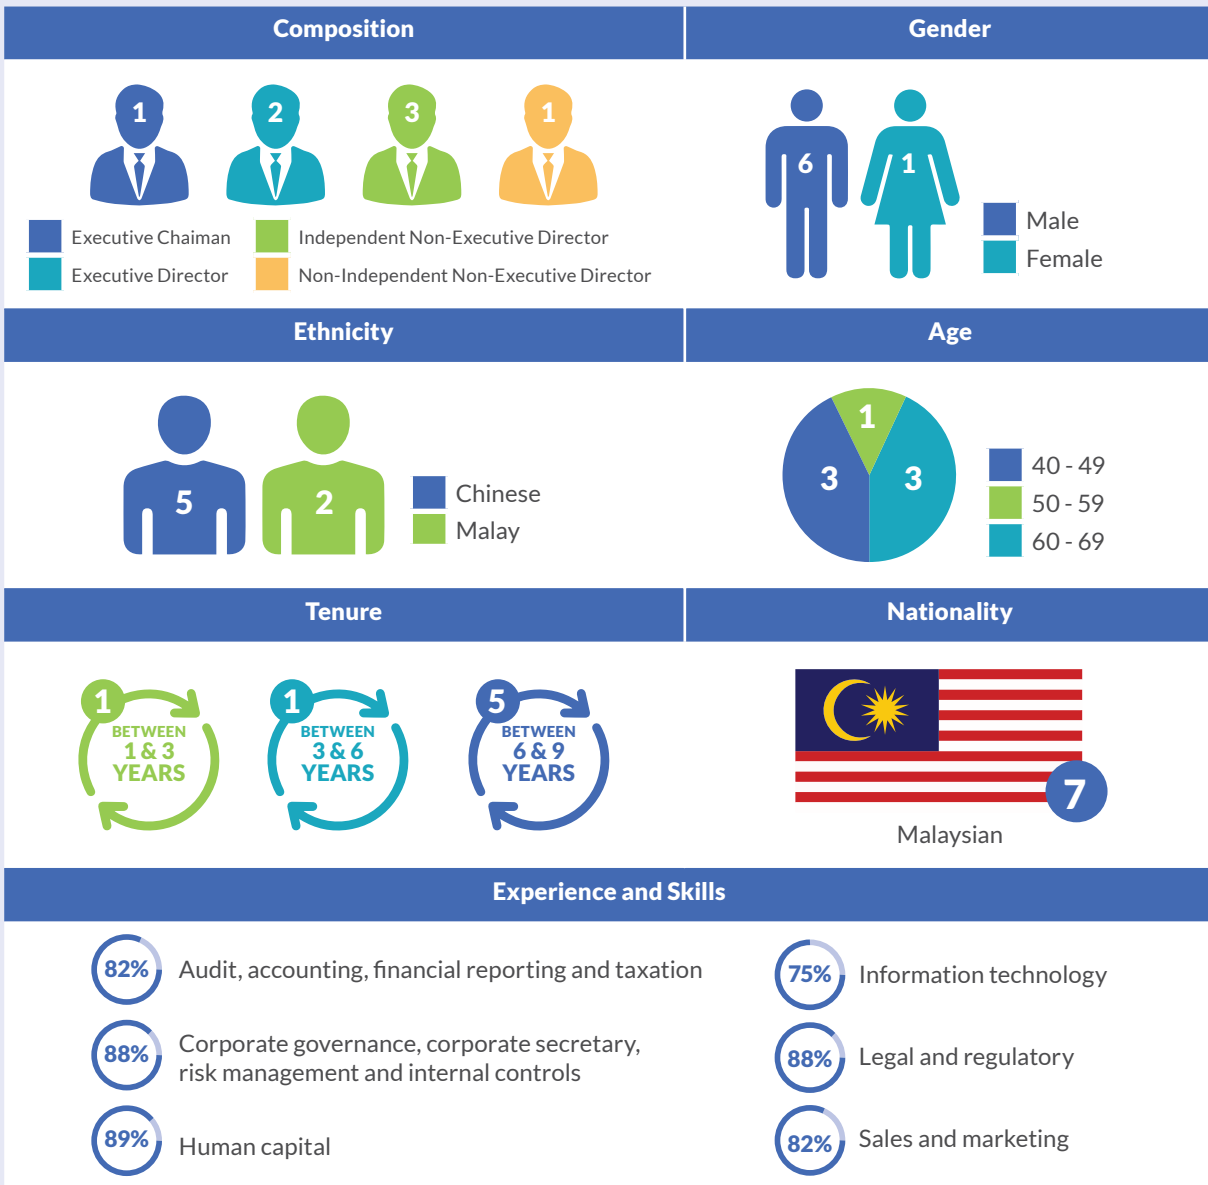 Composition
1
2
3
1
Executive Chaiman
Independent Non-Executive Director
Executive Director
Non-Independent Non-Executive Director
Gender
6
1
Male
Female
Ethnicity
5
2
Chinese
Malay
Age
1
3
3
40 - 49
50 - 59
60 - 69
Tenure
1
BETWEEN
1 & 3
YEARS
1
BETWEEN
3 & 6
YEARS
5
BETWEEN
6 & 9
YEARS
Nationality
7
Malaysian
Experience and Skills
82%
Audit, accounting, financial reporting and taxation
88%
Corporate governance, corporate secretary,
risk management and internal controls
89%
Human capital
75%
Information technology
88%
Legal and regulatory
82%
Sales and marketing